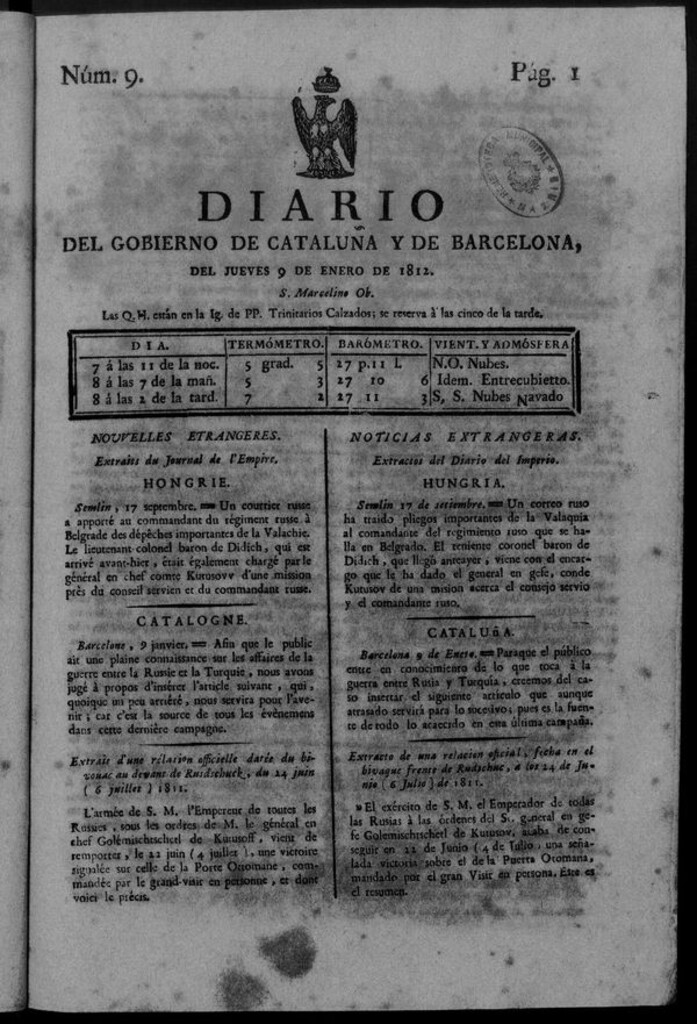 Núm. 9.
Pág. 1
DIARIO
DEL GOBIERNO DE CATALUÑA Y DE BARCELONA,
DEL JUEVES 9 DE ENERO DE 1812.
S. Marcelino Ob.
Las Q. H. están en la Ig. de PP. Trinitarios Calzados; se reserva á las cinco de la tarde.
DIA. TERMÓMETRO. BARÓMETRO. VIENT. Y ADMÓSFERA
7 á las 11 de la noc. 5 grad. 5 27 p. 11 l. N.O. Nubes.
8 á las 7 de la mañ. 5 3 27 10 6 Idem. Entrecubietto.
8 á las 2 de la tard. 7 2 27 11 3 S, S. Nubes Navado
NOUVELLES ETRANGERES.
Extraits du Journal de l'Empire.
HONGRIE.
Semlin, 17 septembre. == Un courrier russe
a apporté au commandant du régiment russe à
Belgrade des dépêches importantes de la Valachie.
Le lieutenant-colonel baron de Didich, qui est
arrivé avant-hier, était également chargé par le
général en chef comte Kutusovv d'une mission
près du conseil servien et du commandant russe.
CATALOGNE.
Barcelone, 9 janvier. == Afin que le public
ait une plaine connaissance sur les affaires de la
guerre entre la Russie et la Turquie, nous avons
jugé à propos d'insérer l'article suivant, qui,
quoique un peu arriéré, nous servira pour l'ave-
nir; car c'est la source de tous les évènemens
dans cette dernière campagne.
Extrait d'une rélation officielle datée du bi-
vouac au devant de Rusdschuck, du 24 juin
(6 juillet) 1811.
L'armée de S. M. l'Empereur de toutes les
Russies, sous les ordres de M. le général en
chef Golémischtschetl de Kutusoff, vient de
remporter, le 22 juin (4 juillet), une victoire
signalée sur celle de la Porte Ottomane, com-
mandée par le grand-visir en personne, et dont
voici le précis.
NOTICIAS EXTRANGERAS.
Extractos del Diario del Imperio.
HUNGRIA.
Semlin 17 de setiembre. == Un correo ruso
ha traido pliegos importantes de la Valaquia
al comandante del regimiento ruso que se ha-
lla en Belgrado. El teniente coronel baron de
Didich, que llegó anteayer, viene con el encar-
go que le ha dado el general en gefe, conde
Kutusov de una mision acerca el consejo servio
y el comandante ruso.
CATALUÑA.
Barcelona 9 de Enero. == Paraque el público
entre en conocimiento de lo que toca á la
guerra entre Rusia y Turquía, creemos del ca-
so insertar el siguiente artículo que aunque
atrasado servirá para lo sucesivo; pues es la fuen-
te de todo lo acaecido en esta última campaña.
Extracto de una relacion oficial, fecha en el
bivaque frente de Rudschuc, a los 24 de Ju-
nio (6 Julio) de 1811.
» El exército de S. M. el Emperador de todas
las Rusias á las órdenes del Sr. general en ge-
fe Golemischtschetl de Kutusov, acaba de con-
seguir en 22 de Junio (4 de Julio) una seña-
lada victoria sobre el de la Puerta Otomana,
mandado por el gran Visir en persona. Este es
el resumen.